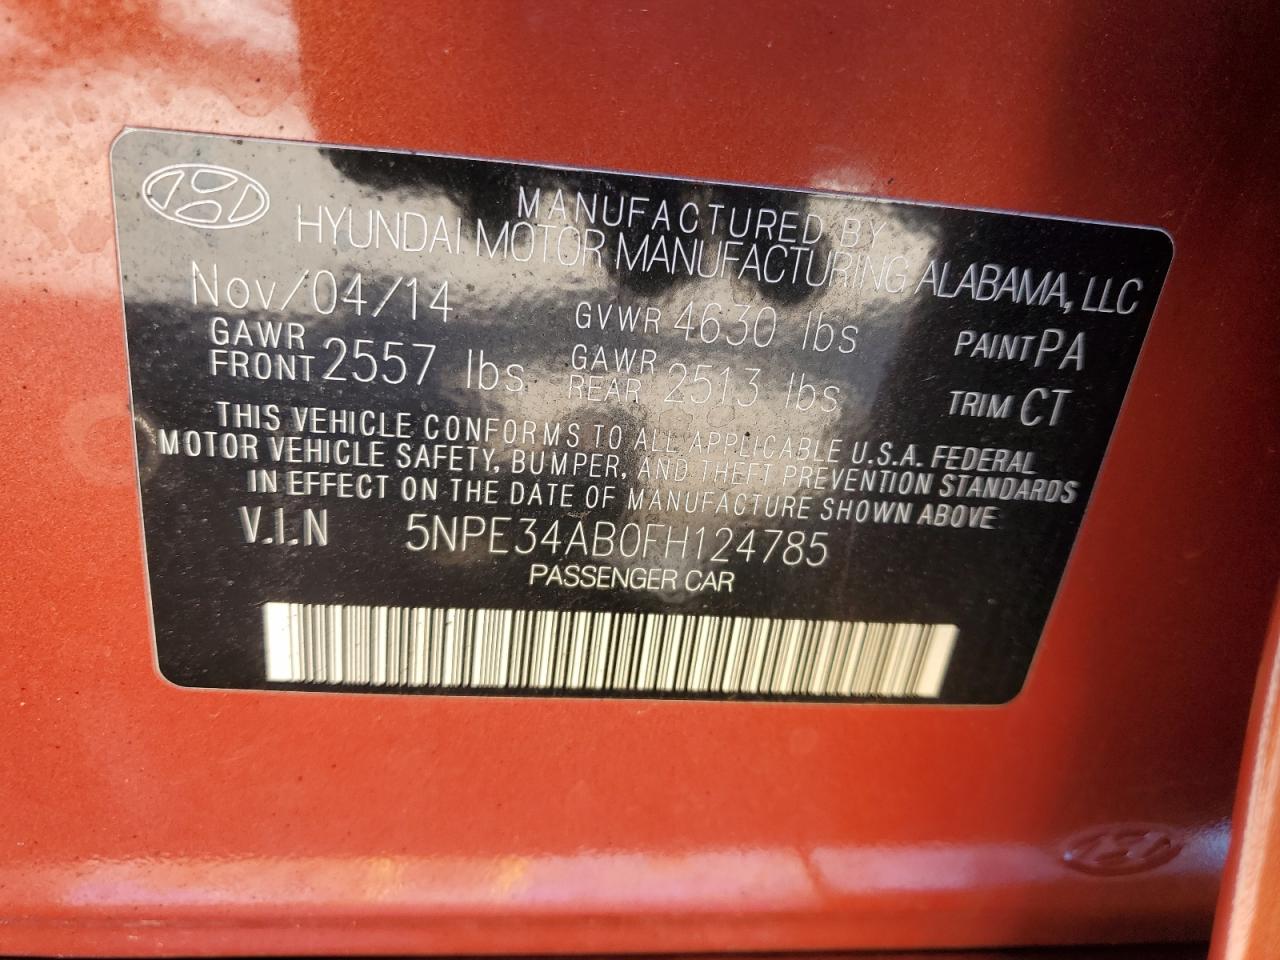 MANUFACTURED BY
HYUNDAI MOTOR MANUFACTURING ALABAMA, LLC
Nov/04/14 GVWR 4630 lbs PAINT PA
GAWR FRONT 2557 lbs GAWR REAR 2513 lbs TRIM CT
THIS VEHICLE CONFORMS TO ALL APPLICABLE U.S.A. FEDERAL
MOTOR VEHICLE SAFETY, BUMPER, AND THEFT PREVENTION STANDARDS
IN EFFECT ON THE DATE OF MANUFACTURE SHOWN ABOVE
V.I.N 5NPE34AB0FH124785
PASSENGER CAR